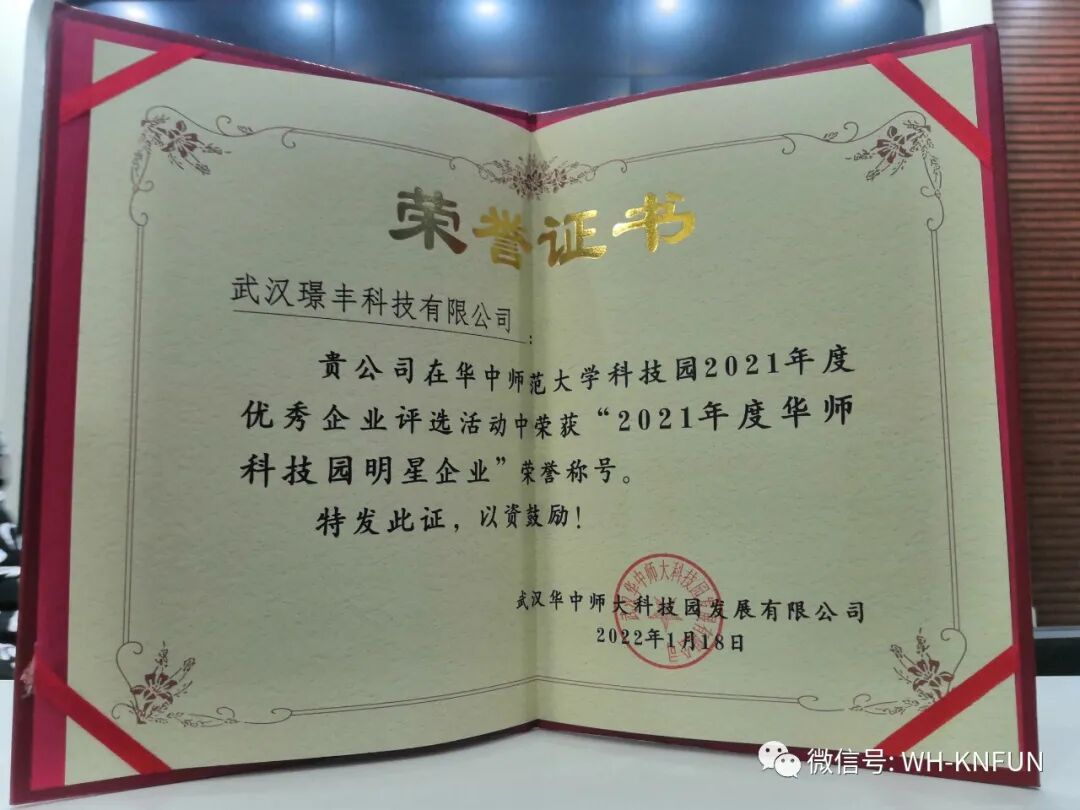 荣誉证书
武汉璟丰科技有限公司：
贵公司在华中师范大学科技园2021年度
优秀企业评选活动中荣获“2021年度华师
科技园明星企业”荣誉称号。
特发此证，以资鼓励！
武汉华中师大科技园发展有限公司
2022年1月18日
微信号: WH-KNFUN